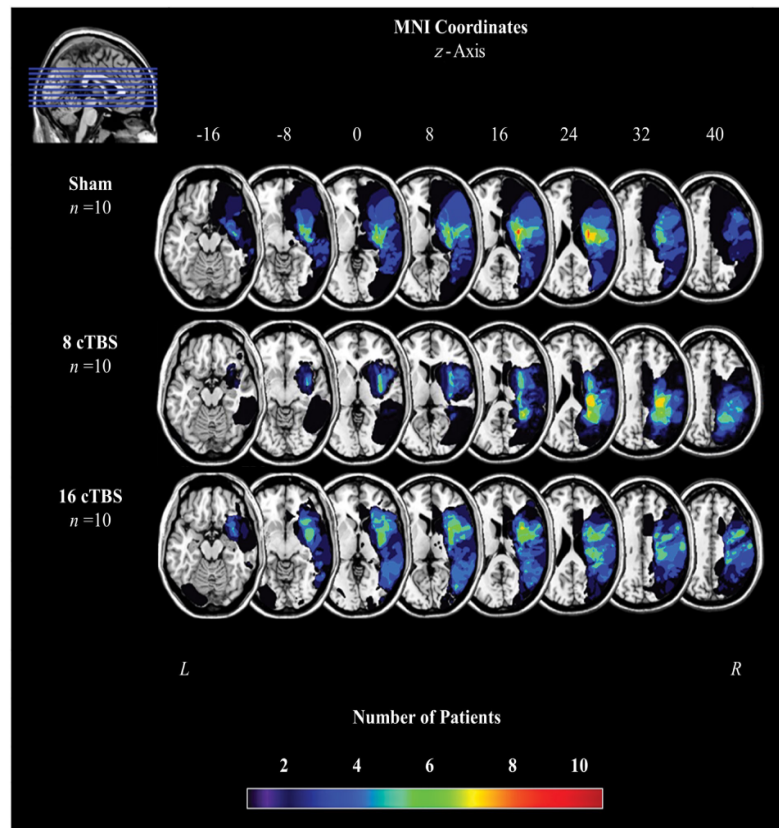 MNI Coordinates
z-Axis
-16 -8 0 8 16 24 32 40
Sham
n =10
8 cTBS
n =10
16 cTBS
n =10
L R
Number of Patients
2 4 6 8 10